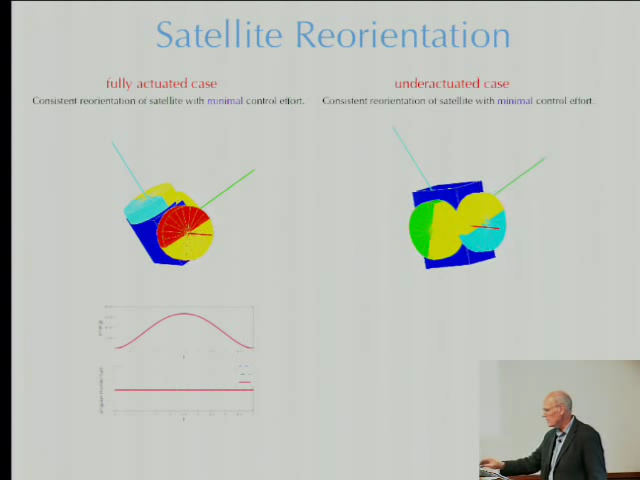 Satellite Reorientation
fully actuated case
Consistent reorientation of satellite with minimal control effort.
underactuated case
Consistent reorientation of satellite with minimal control effort.
energy